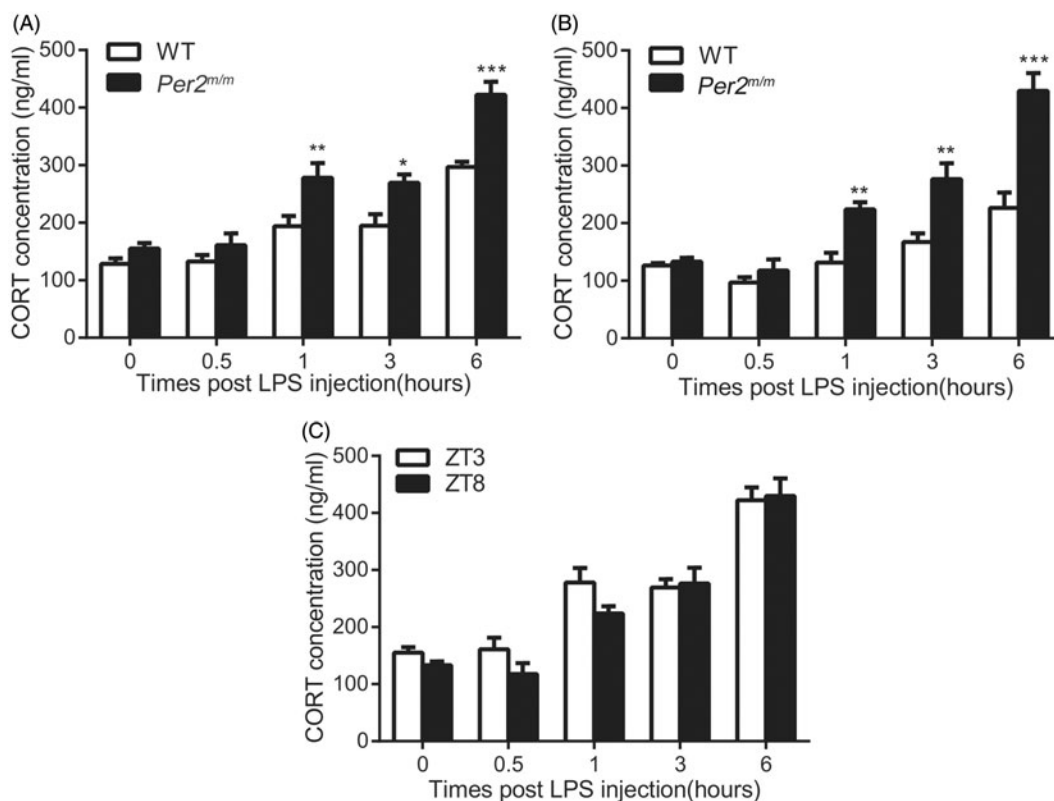 (A)
WT
Per2m/m
CORT concentration (ng/ml)
500
400
300
200
100
0
**
*
***
0 0.5 1 3 6
Times post LPS injection(hours)
(B)
WT
Per2m/m
CORT concentration (ng/ml)
500
400
300
200
100
0
**
**
***
0 0.5 1 3 6
Times post LPS injection(hours)
(C)
ZT3
ZT8
CORT concentration (ng/ml)
500
400
300
200
100
0
0 0.5 1 3 6
Times post LPS injection(hours)